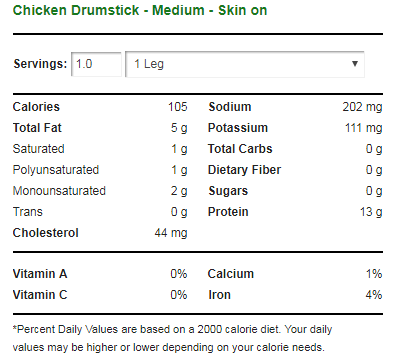 Chicken Drumstick - Medium - Skin on
Servings: 1.0 1 Leg
Calories 105 Sodium 202 mg
Total Fat 5 g Potassium 111 mg
Saturated 1 g Total Carbs 0 g
Polyunsaturated 1 g Dietary Fiber 0 g
Monounsaturated 2 g Sugars 0 g
Trans 0 g Protein 13 g
Cholesterol 44 mg
Vitamin A 0% Calcium 1%
Vitamin C 0% Iron 4%
*Percent Daily Values are based on a 2000 calorie diet. Your daily
values may be higher or lower depending on your calorie needs.